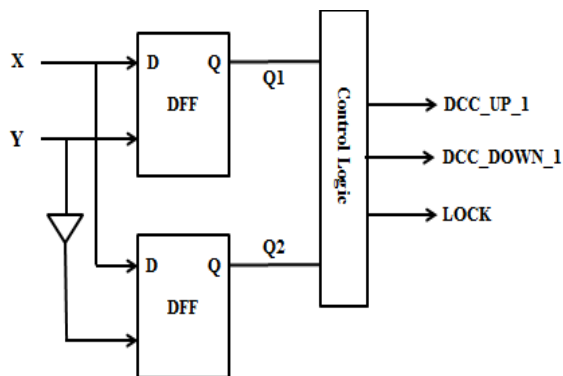 X
D
Q
Q1
DFF
Y
Control Logic
DCC_UP_1
DCC_DOWN_1
LOCK
D
Q
Q2
DFF